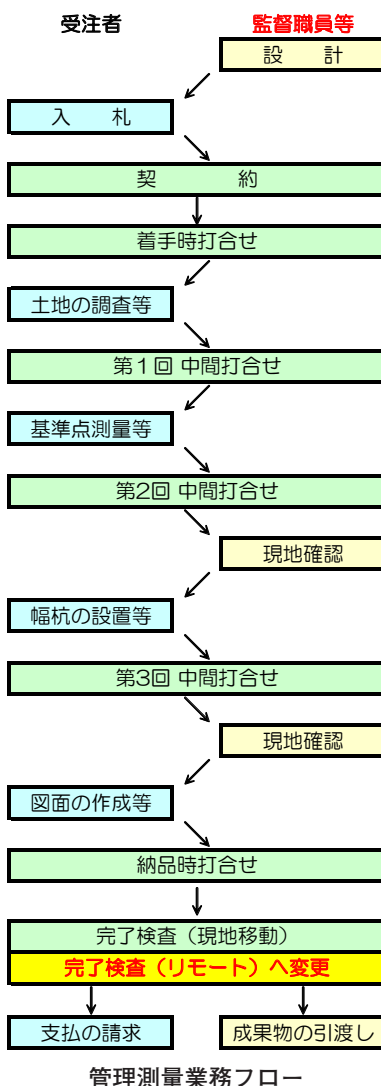 受注者 監督職員等
設　計
入　札
契　約
着手時打合せ
土地の調査等
第１回 中間打合せ
基準点測量等
第2回 中間打合せ
現地確認
幅杭の設置等
第3回 中間打合せ
現地確認
図面の作成等
納品時打合せ
完了検査（現地移動）
完了検査（リモート）へ変更
支払の請求 成果物の引渡し
管理測量業務フロー